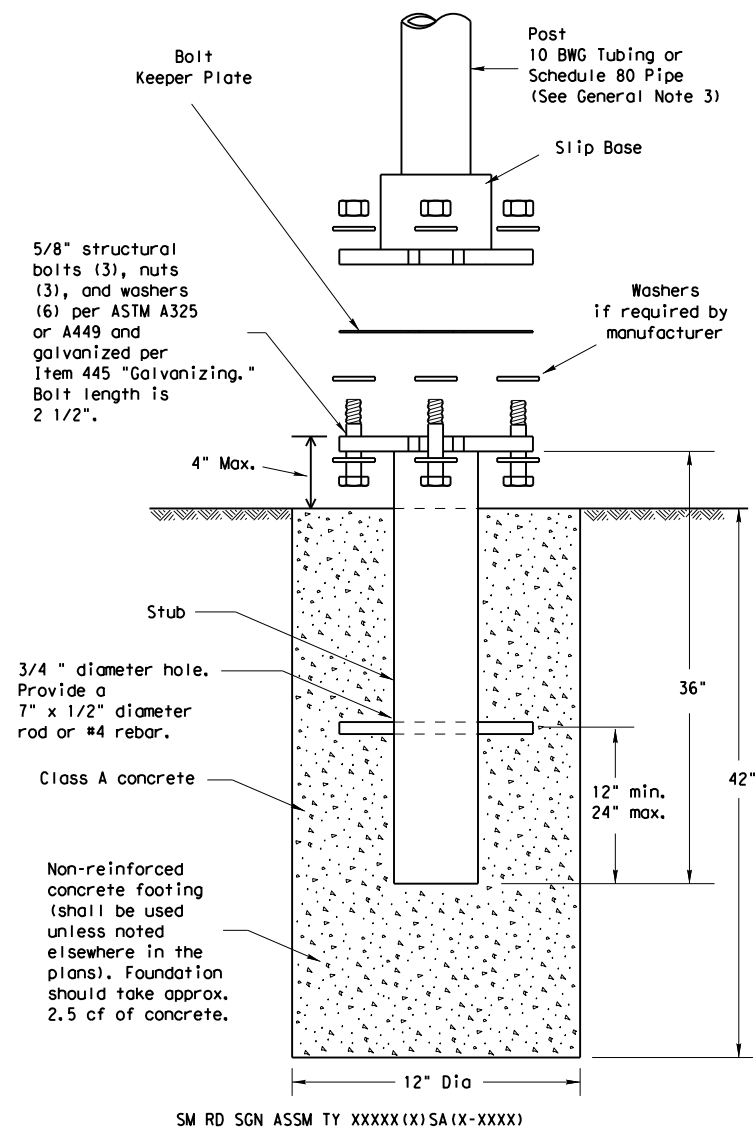 Bolt
Keeper Plate
Post
10 BWG Tubing or
Schedule 80 Pipe
(See General Note 3)
Slip Base
5/8" structural
bolts (3), nuts
(3), and washers
(6) per ASTM A325
or A449 and
galvanized per
Item 445 "Galvanizing."
Bolt length is
2 1/2".
Washers
if required by
manufacturer
4" Max.
Stub
3/4 " diameter hole.
Provide a
7" x 1/2" diameter
rod or #4 rebar.
36"
Class A concrete
12" min.
24" max.
42"
Non-reinforced
concrete footing
(shall be used
unless noted
elsewhere in the
plans). Foundation
should take approx.
2.5 cf of concrete.
12" Dia
SM RD SGN ASSM TY XXXXX(X)SA(X-XXXX)